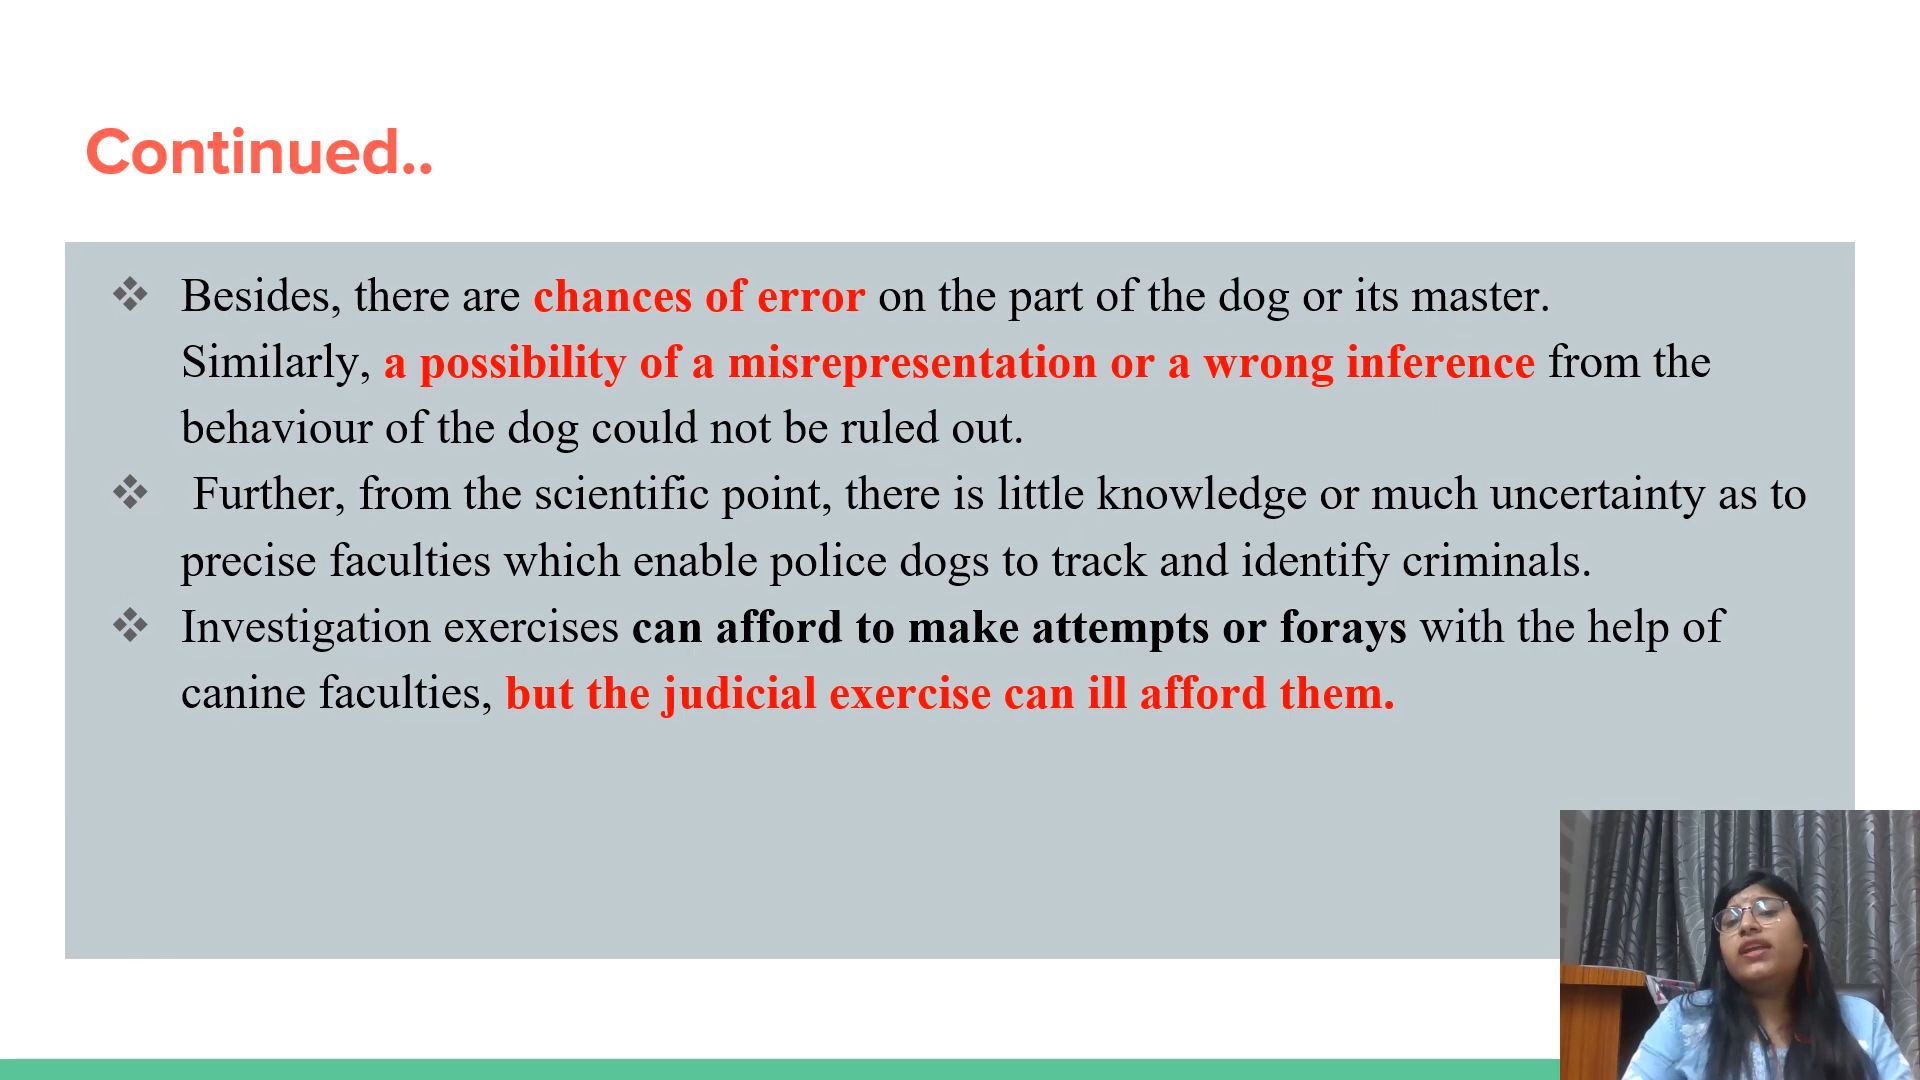 Continued..
❖ Besides, there are chances of error on the part of the dog or its master.
Similarly, a possibility of a misrepresentation or a wrong inference from the
behaviour of the dog could not be ruled out.
❖ Further, from the scientific point, there is little knowledge or much uncertainty as to
precise faculties which enable police dogs to track and identify criminals.
❖ Investigation exercises can afford to make attempts or forays with the help of
canine faculties, but the judicial exercise can ill afford them.